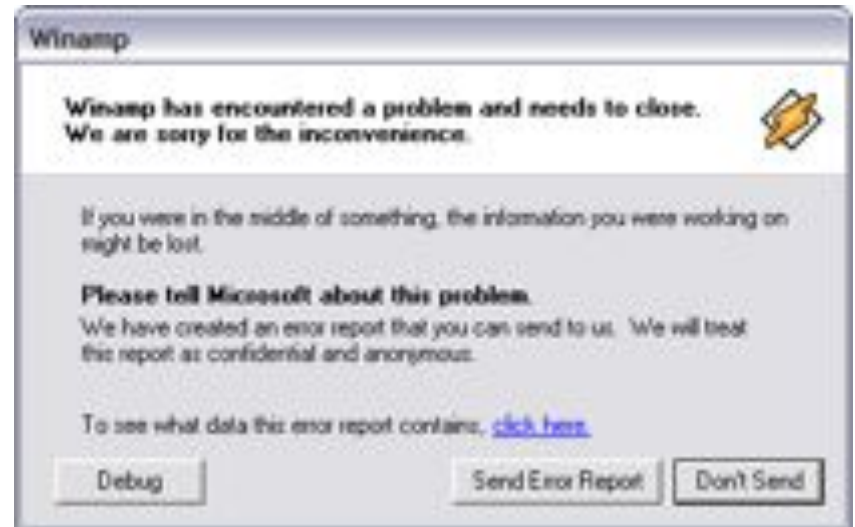 Winamp
Winamp has encountered a problem and needs to close.
We are sorry for the inconvenience.
If you were in the middle of something, the information you were working on
might be lost.
Please tell Microsoft about this problem.
We have created an error report that you can send to us. We will treat
this report as confidential and anonymous.
To see what data this error report contains, click here.
Debug
Send Error Report
Don't Send